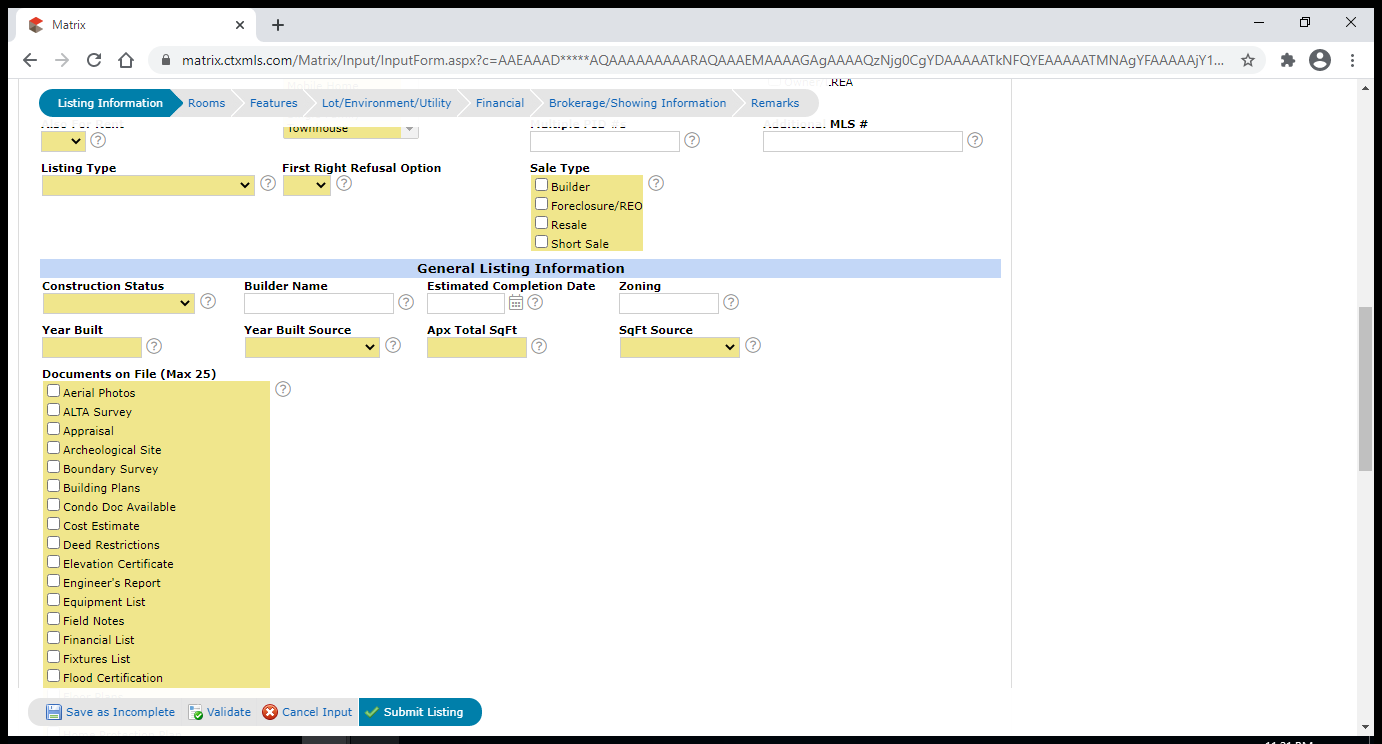 Matrix
matrix.ctxmls.com/Matrix/Input/InputForm.aspx?c=AAEAAAD*****AQAAAAAAAAARAQAAAEMAAAAGAgAAAAQzNjg0CgYDAAAAATkNFQYEAAAAATMNAgYFAAAAAjY1...
REA
Listing Information Rooms Features Lot/Environment/Utility Financial Brokerage/Showing Information Remarks
Townhouse MLS #
Listing Type First Right Refusal Option Sale Type
Builder
Foreclosure/REO
Resale
Short Sale
General Listing Information
Construction Status Builder Name Estimated Completion Date Zoning
Year Built Year Built Source Apx Total SqFt SqFt Source
Documents on File (Max 25)
Aerial Photos
ALTA Survey
Appraisal
Archeological Site
Boundary Survey
Building Plans
Condo Doc Available
Cost Estimate
Deed Restrictions
Elevation Certificate
Engineer's Report
Equipment List
Field Notes
Financial List
Fixtures List
Flood Certification
Save as Incomplete Validate Cancel Input Submit Listing